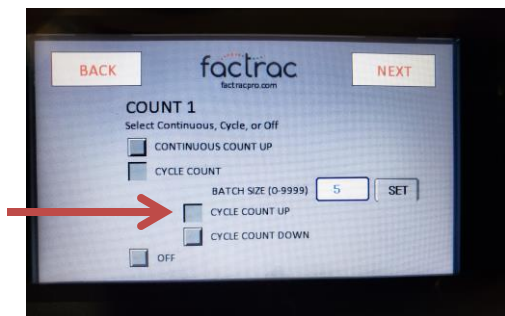 BACK
factrac
NEXT
factracpro.com
COUNT 1
Select Continuous, Cycle, or Off
CONTINUOUS COUNT UP
CYCLE COUNT
BATCH SIZE (0-9999) 5 SET
CYCLE COUNT UP
CYCLE COUNT DOWN
OFF